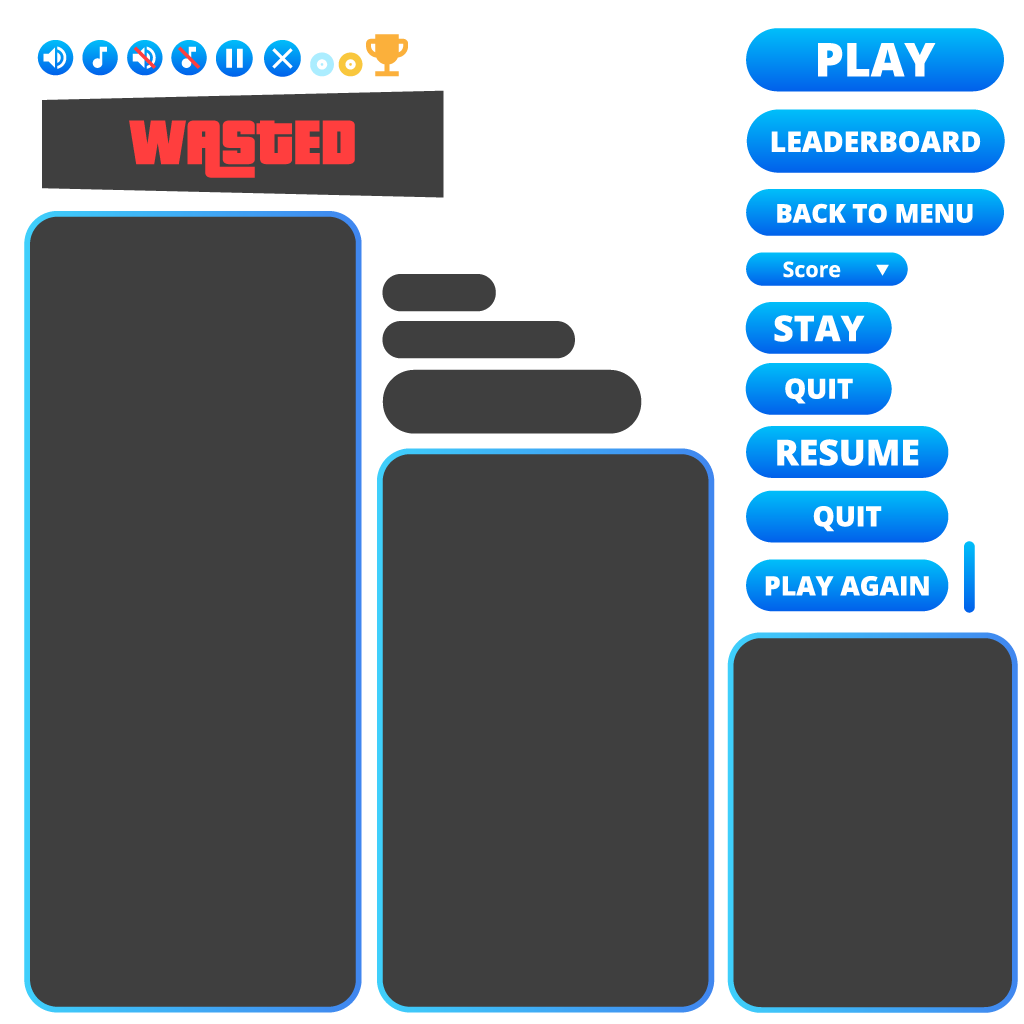 WASTED
PLAY
LEADERBOARD
BACK TO MENU
Score
STAY
QUIT
RESUME
QUIT
PLAY AGAIN